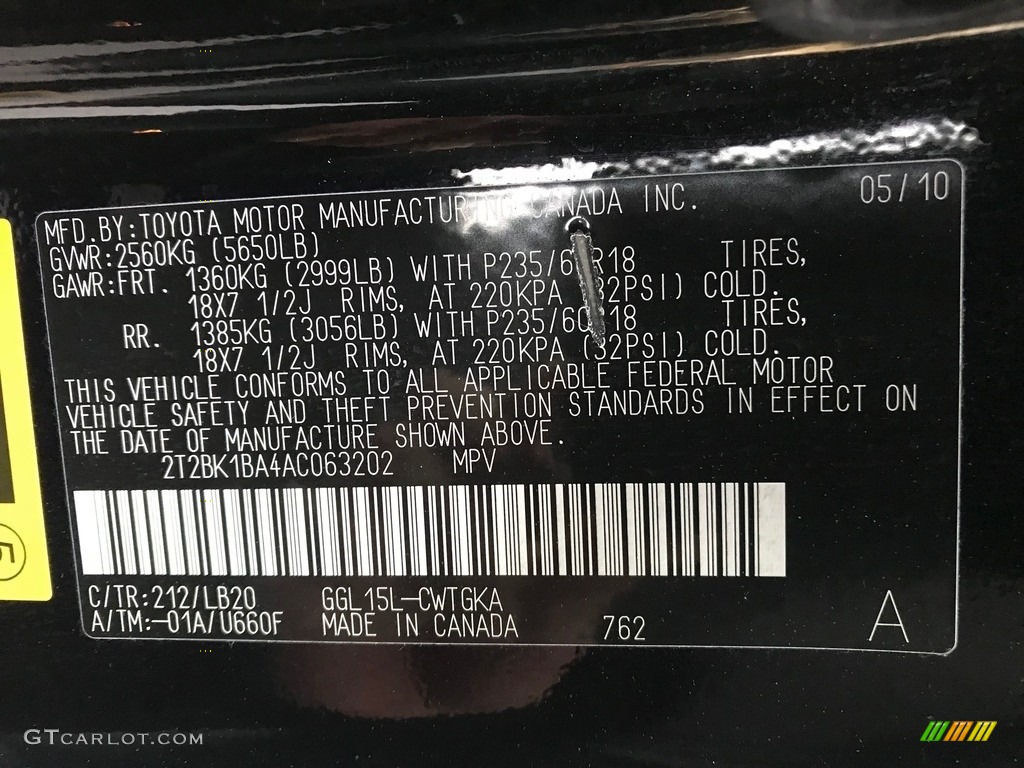 MFD.BY:TOYOTA MOTOR MANUFACTURING CANADA INC. 05/10
GVWR:2560KG (5650LB)
GAWR:FRT. 1360KG (2999LB) WITH P235/60R18 TIRES,
18X7 1/2J RIMS, AT 220KPA (32PSI) COLD.
RR. 1385KG (3056LB) WITH P235/60R18 TIRES,
18X7 1/2J RIMS, AT 220KPA (32PSI) COLD.
THIS VEHICLE CONFORMS TO ALL APPLICABLE FEDERAL MOTOR
VEHICLE SAFETY AND THEFT PREVENTION STANDARDS IN EFFECT ON
THE DATE OF MANUFACTURE SHOWN ABOVE.
2T2BK1BA4AC063202 MPV
C/TR:212/LB20 GGL15L-CWTGKA
A/TM:-01A/U660F MADE IN CANADA 762 A
GTCARLOT.COM